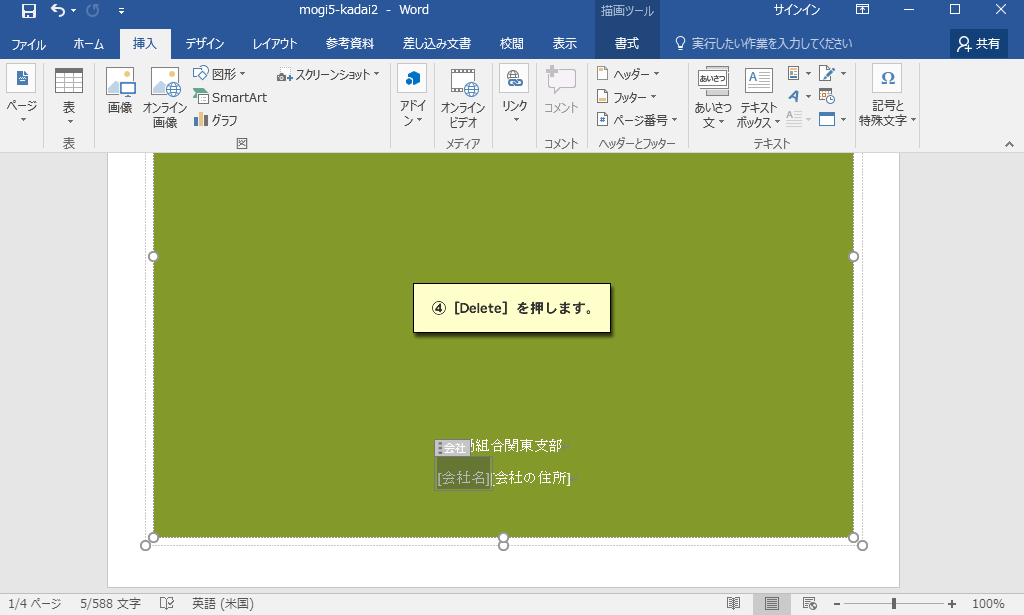 mogi5-kadai2 - Word
描画ツール
サインイン
ファイル
ホーム
挿入
デザイン
レイアウト
参考資料
差し込み文書
校閲
表示
書式
実行したい作業を入力してください
共有
ページ
表
画像
オンライン
画像
図形
SmartArt
グラフ
スクリーンショット
アドイ
ン
オンライン
ビデオ
リンク
コメント
ヘッダー
フッター
ページ番号
あいさつ
あいさつ
文
テキスト
ボックス
記号と
特殊文字
表
図
メディア
コメント
ヘッダーとフッター
テキスト
④［Delete］を押します。
会社
組合関東支部
[会社名][会社の住所]
1/4 ページ
5/588 文字
英語 (米国)
100%